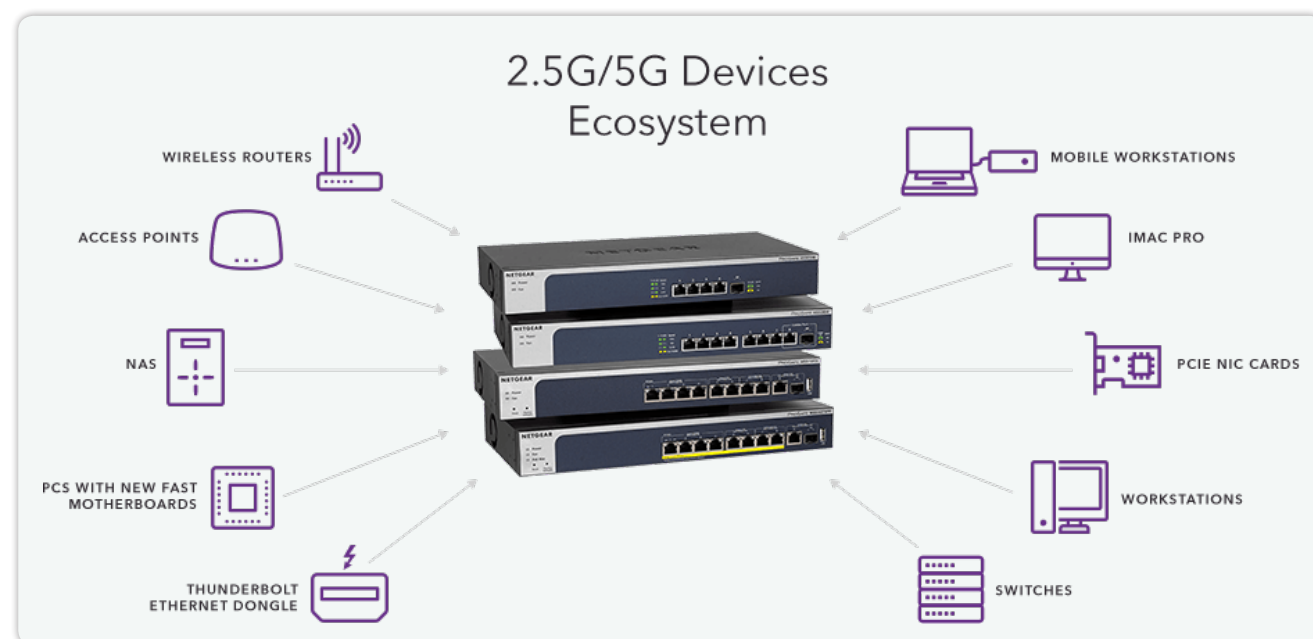 2.5G/5G Devices
Ecosystem
WIRELESS ROUTERS
MOBILE WORKSTATIONS
ACCESS POINTS
IMAC PRO
NETGEAR
NETGEAR
NAS
PCIE NIC CARDS
NETGEAR
NETGEAR
PCS WITH NEW FAST
MOTHERBOARDS
WORKSTATIONS
THUNDERBOLT
ETHERNET DONGLE
SWITCHES